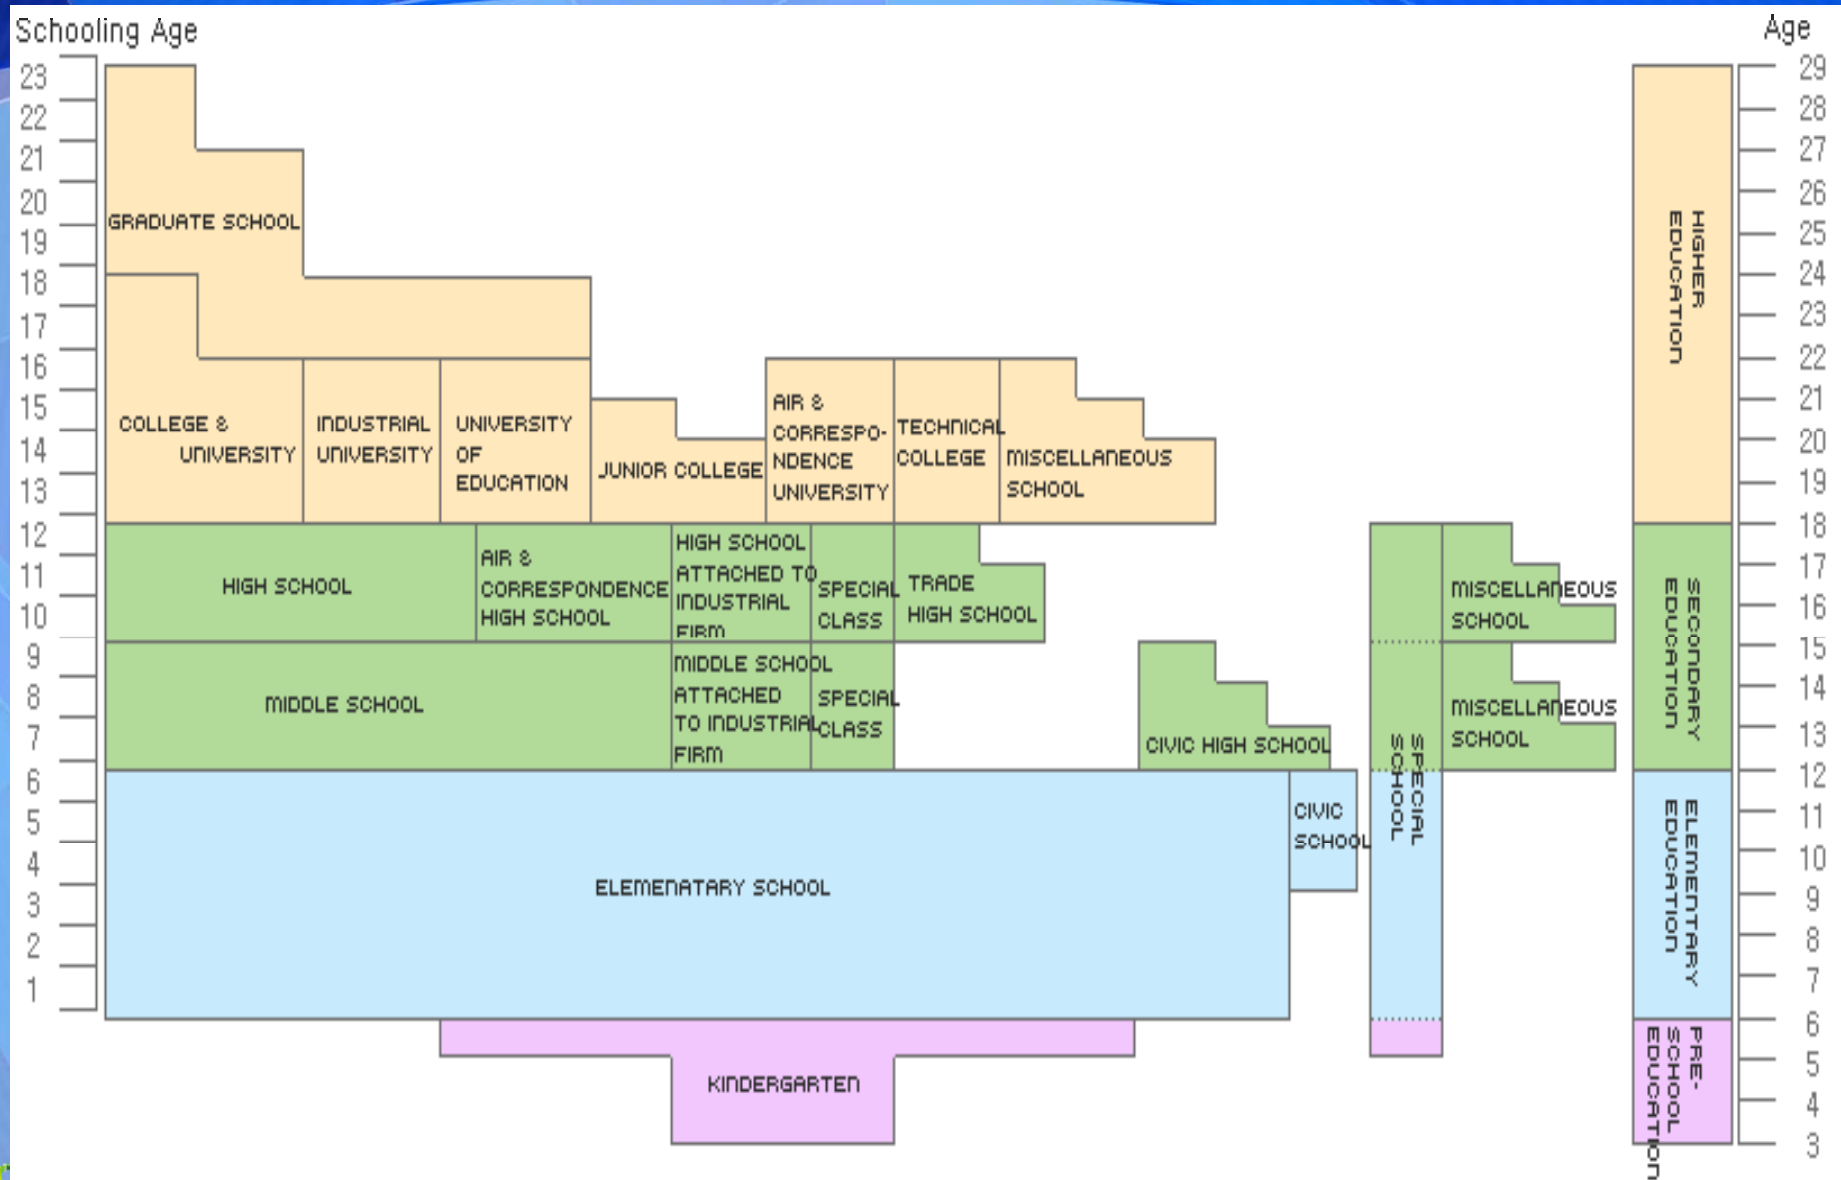 Schooling Age
Age
23
22
21
20
19
18
17
16
15
14
13
12
11
10
9
8
7
6
5
4
3
2
1
GRADUATE SCHOOL
COLLEGE &
UNIVERSITY
INDUSTRIAL
UNIVERSITY
UNIVERSITY
OF
EDUCATION
JUNIOR COLLEGE
AIR &
CORRESPO-
NDENCE
UNIVERSITY
TECHNICAL
COLLEGE
MISCELLANEOUS
SCHOOL
HIGH SCHOOL
AIR &
CORRESPONDENCE
HIGH SCHOOL
HIGH SCHOOL
ATTACHED TO
INDUSTRIAL
FIRM
SPECIAL
CLASS
TRADE
HIGH SCHOOL
MISCELLANEOUS
SCHOOL
MIDDLE SCHOOL
MIDDLE SCHOOL
ATTACHED
TO INDUSTRIAL
FIRM
SPECIAL
CLASS
CIVIC HIGH SCHOOL
MISCELLANEOUS
SCHOOL
SPECIAL
SCHOOL
ELEMENATARY SCHOOL
CIVIC
SCHOOL
KINDERGARTEN
HIGHER
EDUCATION
SECONDARY
EDUCATION
ELEMENTARY
EDUCATION
PRE-
SCHOOL
EDUCATION
29
28
27
26
25
24
23
22
21
20
19
18
17
16
15
14
13
12
11
10
9
8
7
6
5
4
3